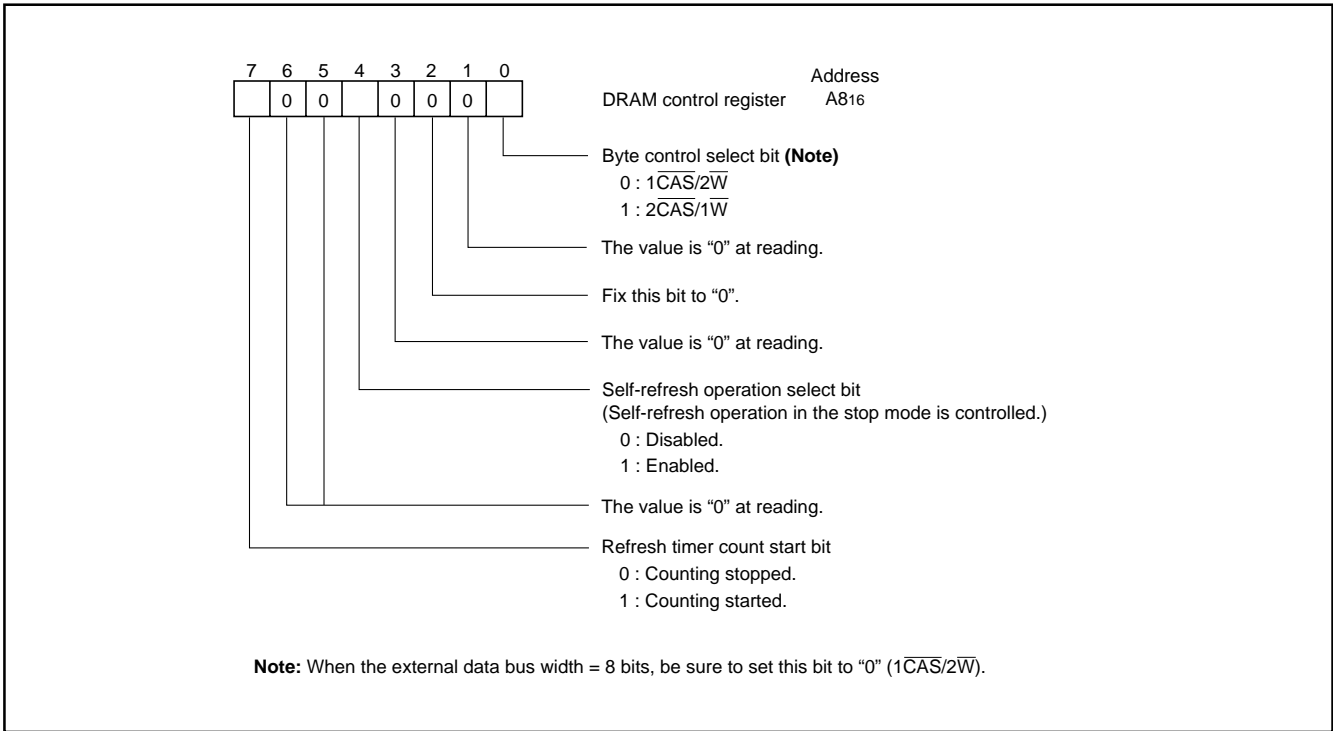 7 6 5 4 3 2 1 0
Address
0 0 0 0 0
DRAM control register
A8₁₆
Byte control select bit (Note)
0 : 1C̅A̅S̅/2W̅
1 : 2C̅A̅S̅/1W̅
The value is “0” at reading.
Fix this bit to “0”.
The value is “0” at reading.
Self-refresh operation select bit
(Self-refresh operation in the stop mode is controlled.)
0 : Disabled.
1 : Enabled.
The value is “0” at reading.
Refresh timer count start bit
0 : Counting stopped.
1 : Counting started.
Note: When the external data bus width = 8 bits, be sure to set this bit to “0” (1C̅A̅S̅/2W̅).